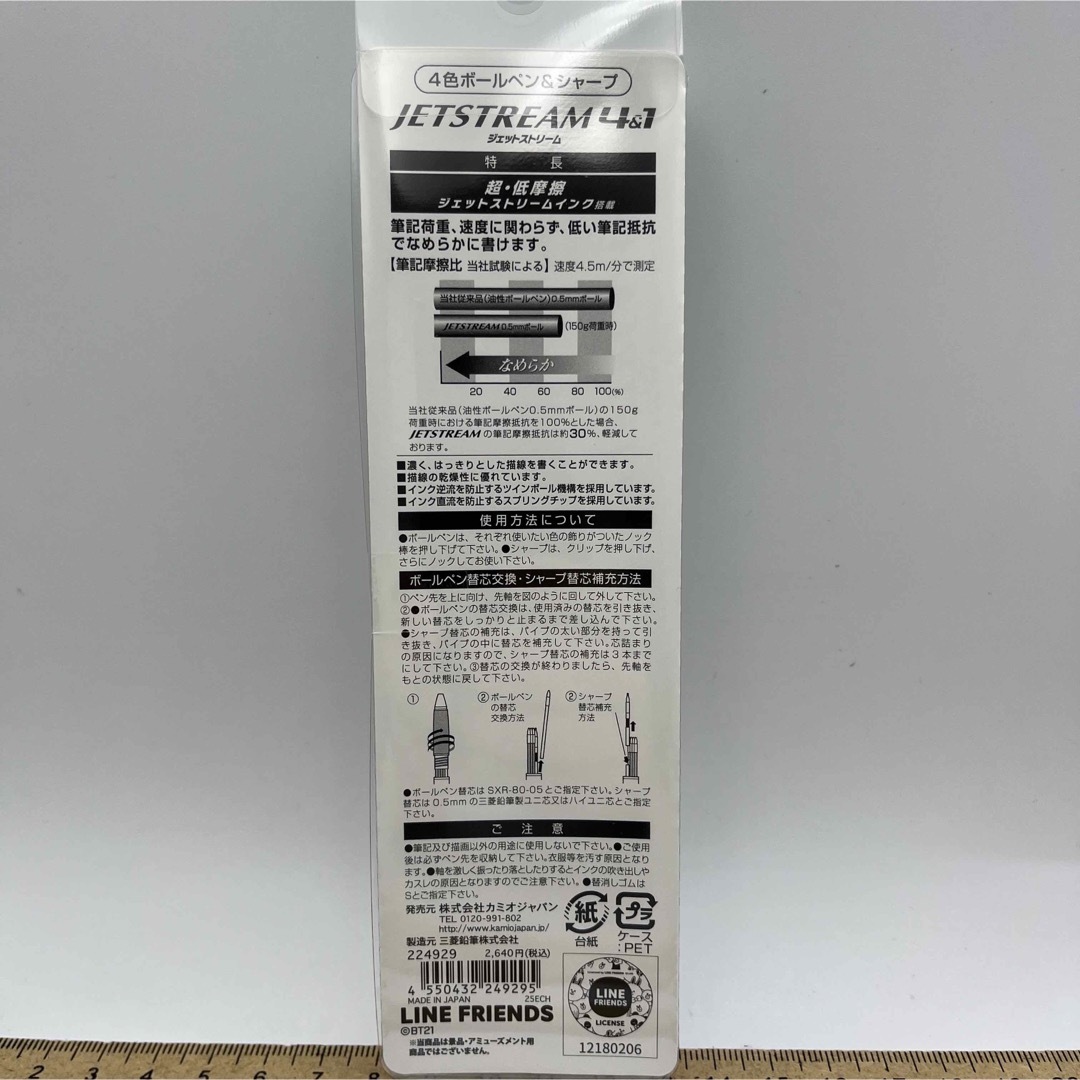 4色ボールペン&シャープ
JETSTREAM 4&1
ジェットストリーム
特 長
超・低摩擦
ジェットストリームインク搭載
筆記荷重、速度に関わらず、低い筆記抵抗
でなめらかに書けます。
【筆記摩擦比 当社試験による】速度4.5m/分で測定
当社従来品(油性ボールペン)0.5mmボール
JETSTREAM 0.5mmボール (150g荷重時)
なめらか
20 40 60 80 100(%)
当社従来品(油性ボールペン0.5mmボール)の150g
荷重時における筆記摩擦抵抗を100%とした場合、
JETSTREAMの筆記摩擦抵抗は約30%、軽減して
おります。
■濃く、はっきりとした描線を書くことができます。
■描線の乾燥性に優れています。
■インク逆流を防止するツインボール機構を採用しています。
■インク直流を防止するスプリングチップを採用しています。
使用方法について
●ボールペンは、それぞれ使いたい色の飾りがついたノック
棒を押し下げて下さい。●シャープは、クリップを押し下げ、
さらにノックしてお使い下さい。
ボールペン替芯交換・シャープ替芯補充方法
①ペン先を上に向け、先軸を図のように回して外して下さい。
②●ボールペンの替芯交換は、使用済みの替芯を引き抜き、
新しい替芯をしっかりと止まるまで差し込んで下さい。
●シャープ替芯の補充は、パイプの太い部分を持って引
き抜き、パイプの中に替芯を補充して下さい。芯詰まり
の原因になりますので、シャープ替芯の補充は3本まで
にして下さい。③替芯の交換が終わりましたら、先軸を
もとの状態に戻して下さい。
①
②ボールペン
の替芯
交換方法
②シャープ
替芯補充
方法
●ボールペン替芯は SXR-80-05とご指定下さい。シャープ
替芯は0.5mmの三菱鉛筆製ユニ芯又はハイユニ芯とご指定
下さい。
ご 注 意
●筆記及び描画以外の用途に使用しないで下さい。●ご使用
後は必ずペン先を収納して下さい。衣服等を汚す原因となり
ます。●軸を激しく振ったり落としたりするとインクの吹き出しや
カスレの原因となりますのでご注意下さい。●替消しゴムは
Sとご指定下さい。
発売元 株式会社カミオジャパン
TEL 0120-991-802
http://www.kamiojapan.jp/
製造元 三菱鉛筆株式会社
紙
台紙
プラ
ケース
:PET
224929 2,640円(税込)
4 550432 249295
MADE IN JAPAN 25ECH
LINE FRIENDS
©BT21
※当商品は景品・アミューズメント用
商品ではございません。
LINE
FRIENDS
LICENSE
12180206
2 3 4 5 6 7 8